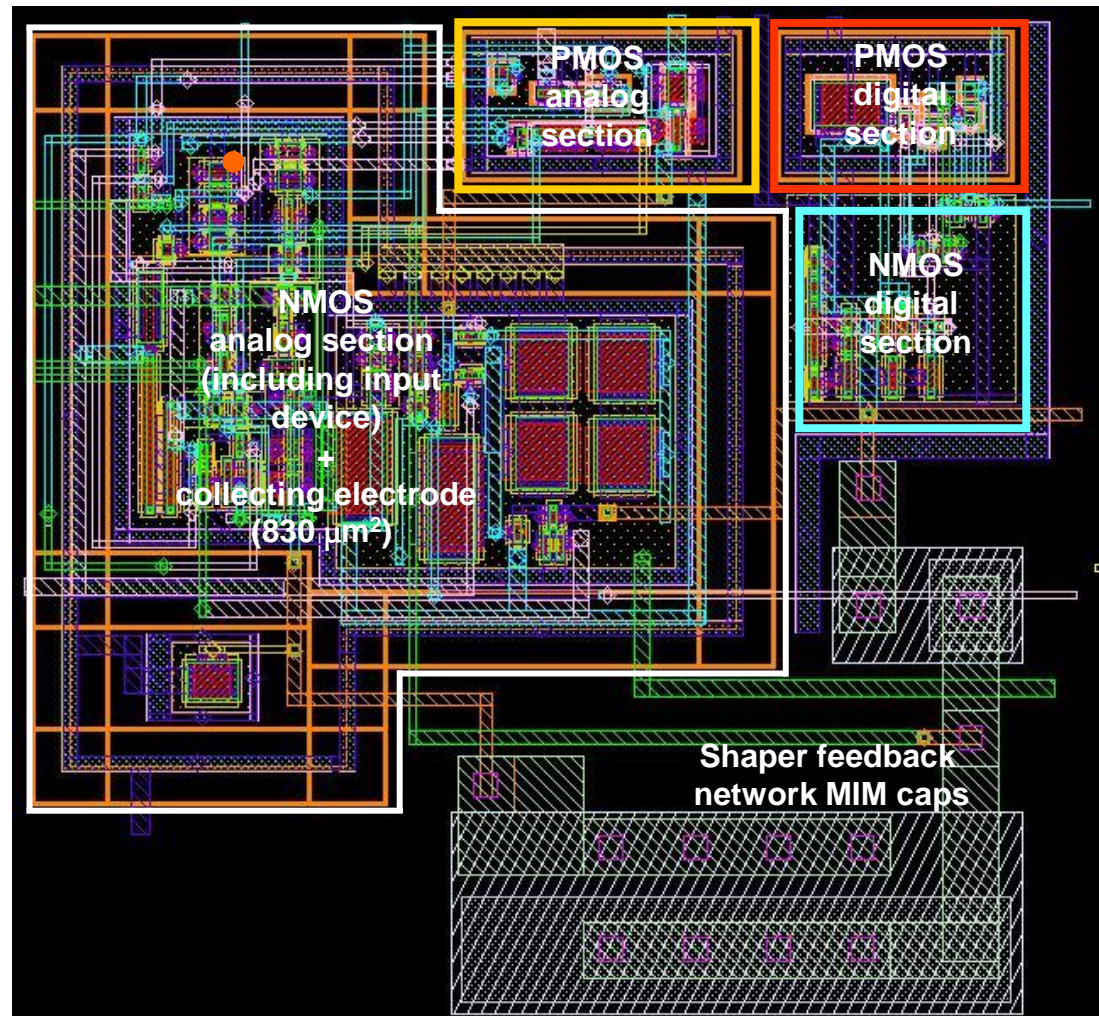 PMOS
analog
section
PMOS
digital
section
NMOS
digital
section
NMOS
analog section
(including input
device)
+
collecting electrode
(830 µm²)
Shaper feedback
network MIM caps